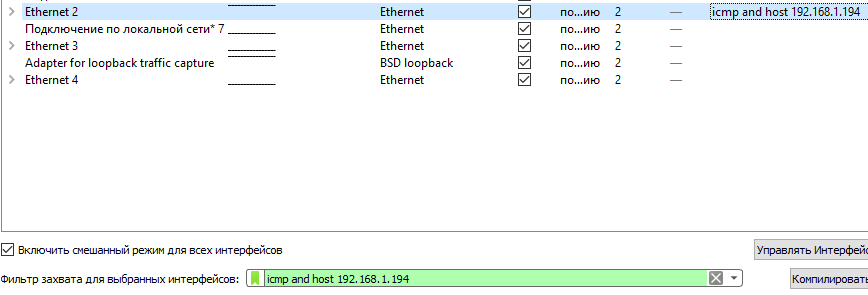 Ethernet 2 Ethernet по...ию 2 — icmp and host 192.168.1.194
Подключение по локальной сети* 7 Ethernet по...ию 2 —
Ethernet 3 Ethernet по...ию 2 —
Adapter for loopback traffic capture BSD loopback по...ию 2 —
Ethernet 4 Ethernet по...ию 2 —
Включить смешанный режим для всех интерфейсов
Управлять Интерфейс
Фильтр захвата для выбранных интерфейсов: icmp and host 192.168.1.194
Компилировать